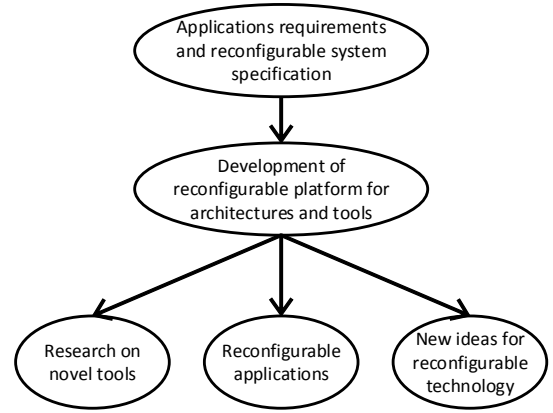 Applications requirements
and reconfigurable system
specification
Development of
reconfigurable platform for
architectures and tools
Research on
novel tools
Reconfigurable
applications
New ideas for
reconfigurable
technology